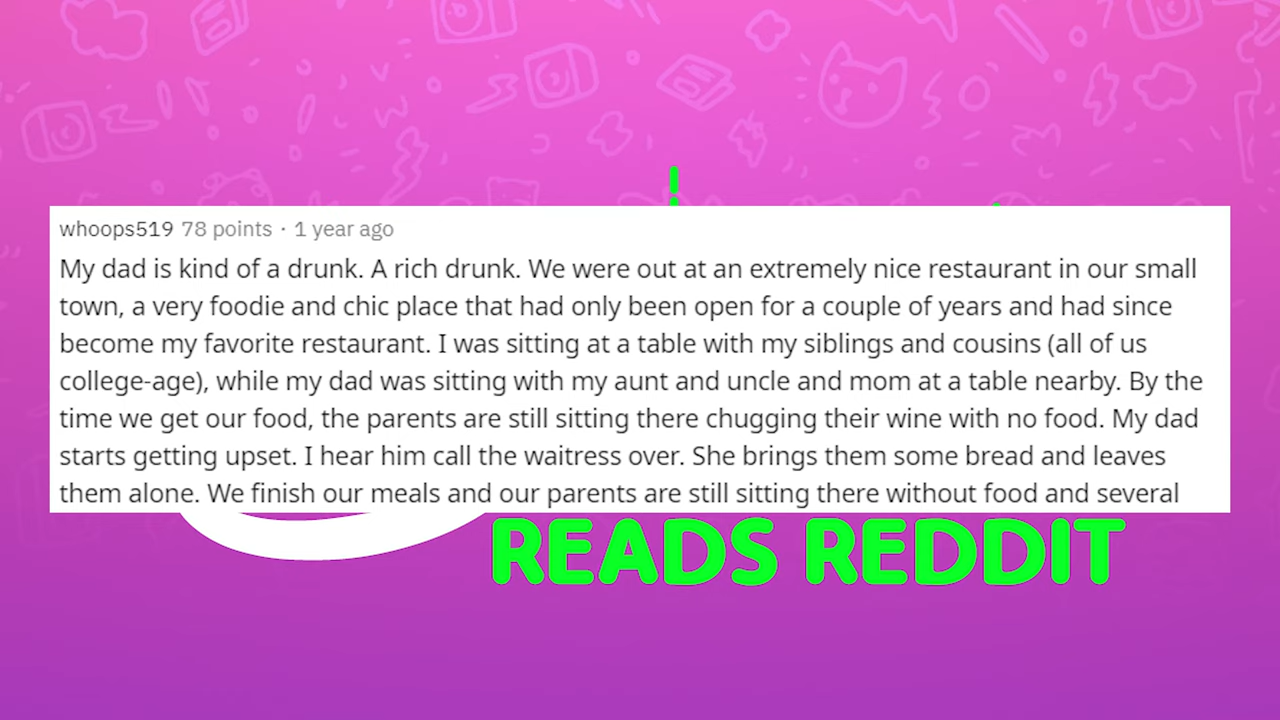 whoops519 78 points · 1 year ago
My dad is kind of a drunk. A rich drunk. We were out at an extremely nice restaurant in our small
town, a very foodie and chic place that had only been open for a couple of years and had since
become my favorite restaurant. I was sitting at a table with my siblings and cousins (all of us
college-age), while my dad was sitting with my aunt and uncle and mom at a table nearby. By the
time we get our food, the parents are still sitting there chugging their wine with no food. My dad
starts getting upset. I hear him call the waitress over. She brings them some bread and leaves
them alone. We finish our meals and our parents are still sitting there without food and several
READS REDDIT